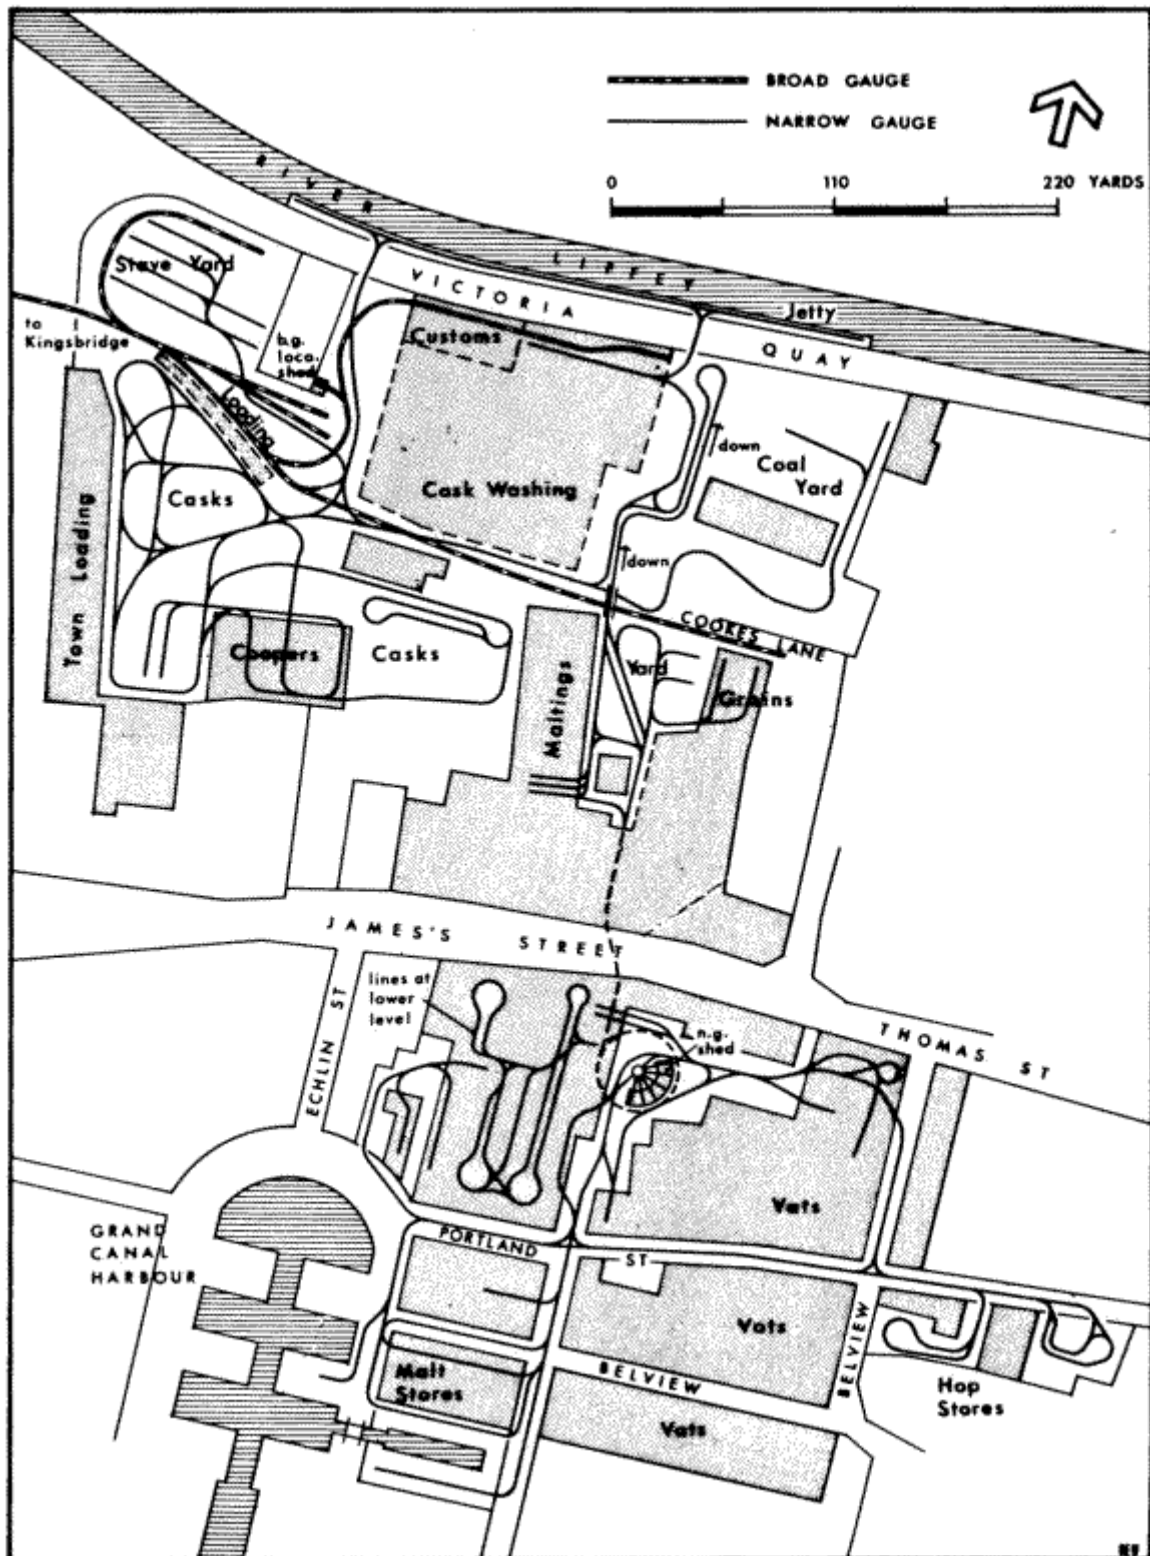 BROAD GAUGE
NARROW GAUGE
0 110 220 YARDS
RIVER
LIFFEY
Jetty
VICTORIA
QUAY
Stave Yard
to
Kingsbridge
b.g.
loco.
shed
Customs
Loading
down
Coal
Yard
Casks
Cask Washing
down
Town Loading
COOKES LANE
Coopers
Casks
Maltings
Yard
Grains
JAMES'S STREET
lines at
lower
level
ECHLIN ST
n.g.
shed
THOMAS ST
Vats
GRAND
CANAL
HARBOUR
PORTLAND
ST
Vats
BELVIEW
BELVIEW
Malt
Stores
Hop
Stores
Vats